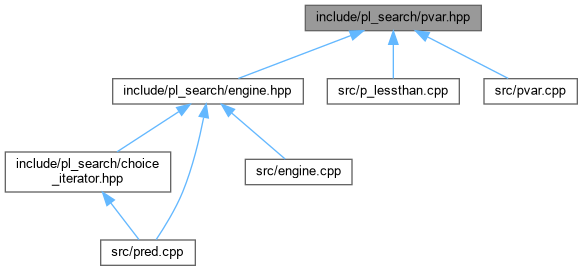 include/pl_search/pvar.hpp
include/pl_search/engine.hpp
src/p_lessthan.cpp
src/pvar.cpp
include/pl_search/choice
_iterator.hpp
src/engine.cpp
src/pred.cpp